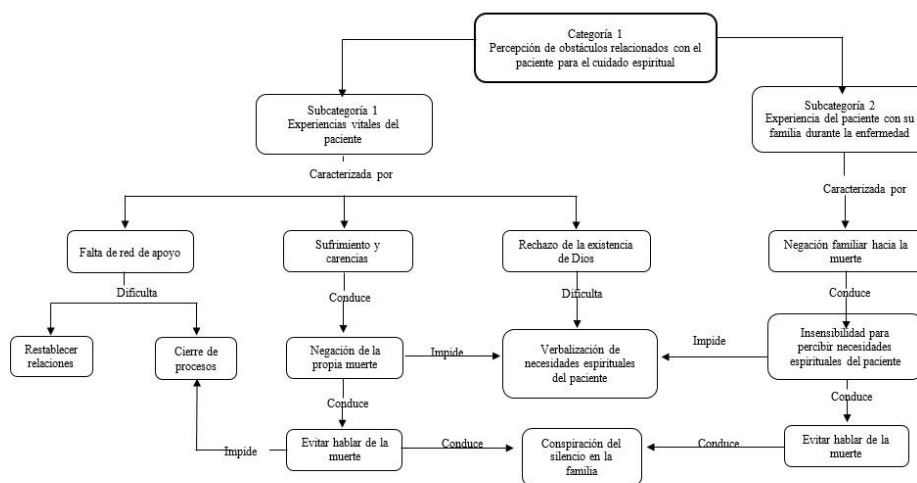 Categoría 1
Percepción de obstáculos relacionados con el
paciente para el cuidado espiritual
Subcategoría 1
Experiencias vitales del
paciente
Subcategoría 2
Experiencia del paciente con su
familia durante la enfermedad
Caracterizada por
Caracterizada por
Falta de red de apoyo
Sufrimiento y
carencias
Rechazo de la existencia
de Dios
Negación familiar hacia la
muerte
Dificulta
Conduce
Dificulta
Conduce
Restablecer
relaciones
Cierre de
procesos
Negación de la
propia muerte
Impide
Verbalización de
necesidades espirituales
del paciente
Impide
Insensibilidad para
percibir necesidades
espirituales del paciente
Conduce
Conduce
Impide
Evitar hablar de la
muerte
Conduce
Conspiración del
silencio en la
familia
Conduce
Evitar hablar de la
muerte